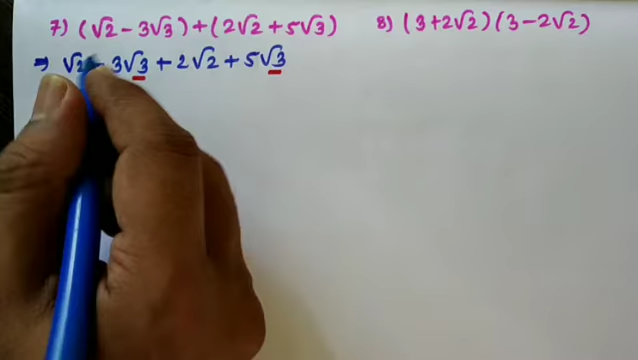 7) (√2 - 3√3) + (2√2 + 5√3) 8) (3 + 2√2) (3 - 2√2)
⇒ √2 - 3√3 + 2√2 + 5√3